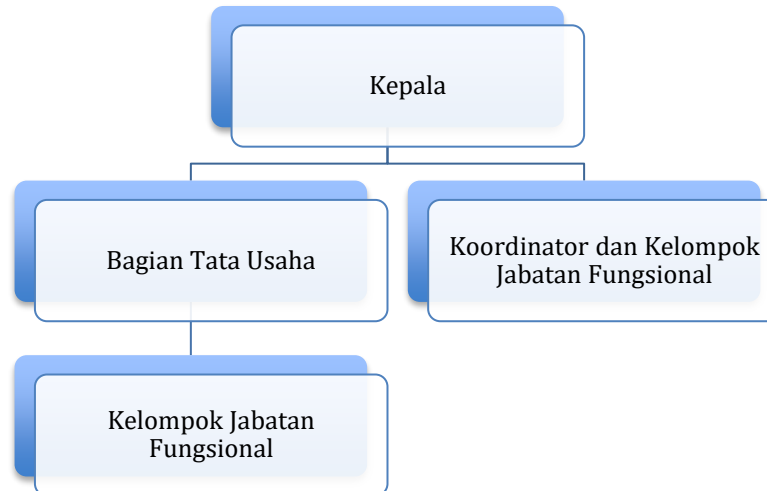 Kepala
Bagian Tata Usaha
Koordinator dan Kelompok
Jabatan Fungsional
Kelompok Jabatan
Fungsional